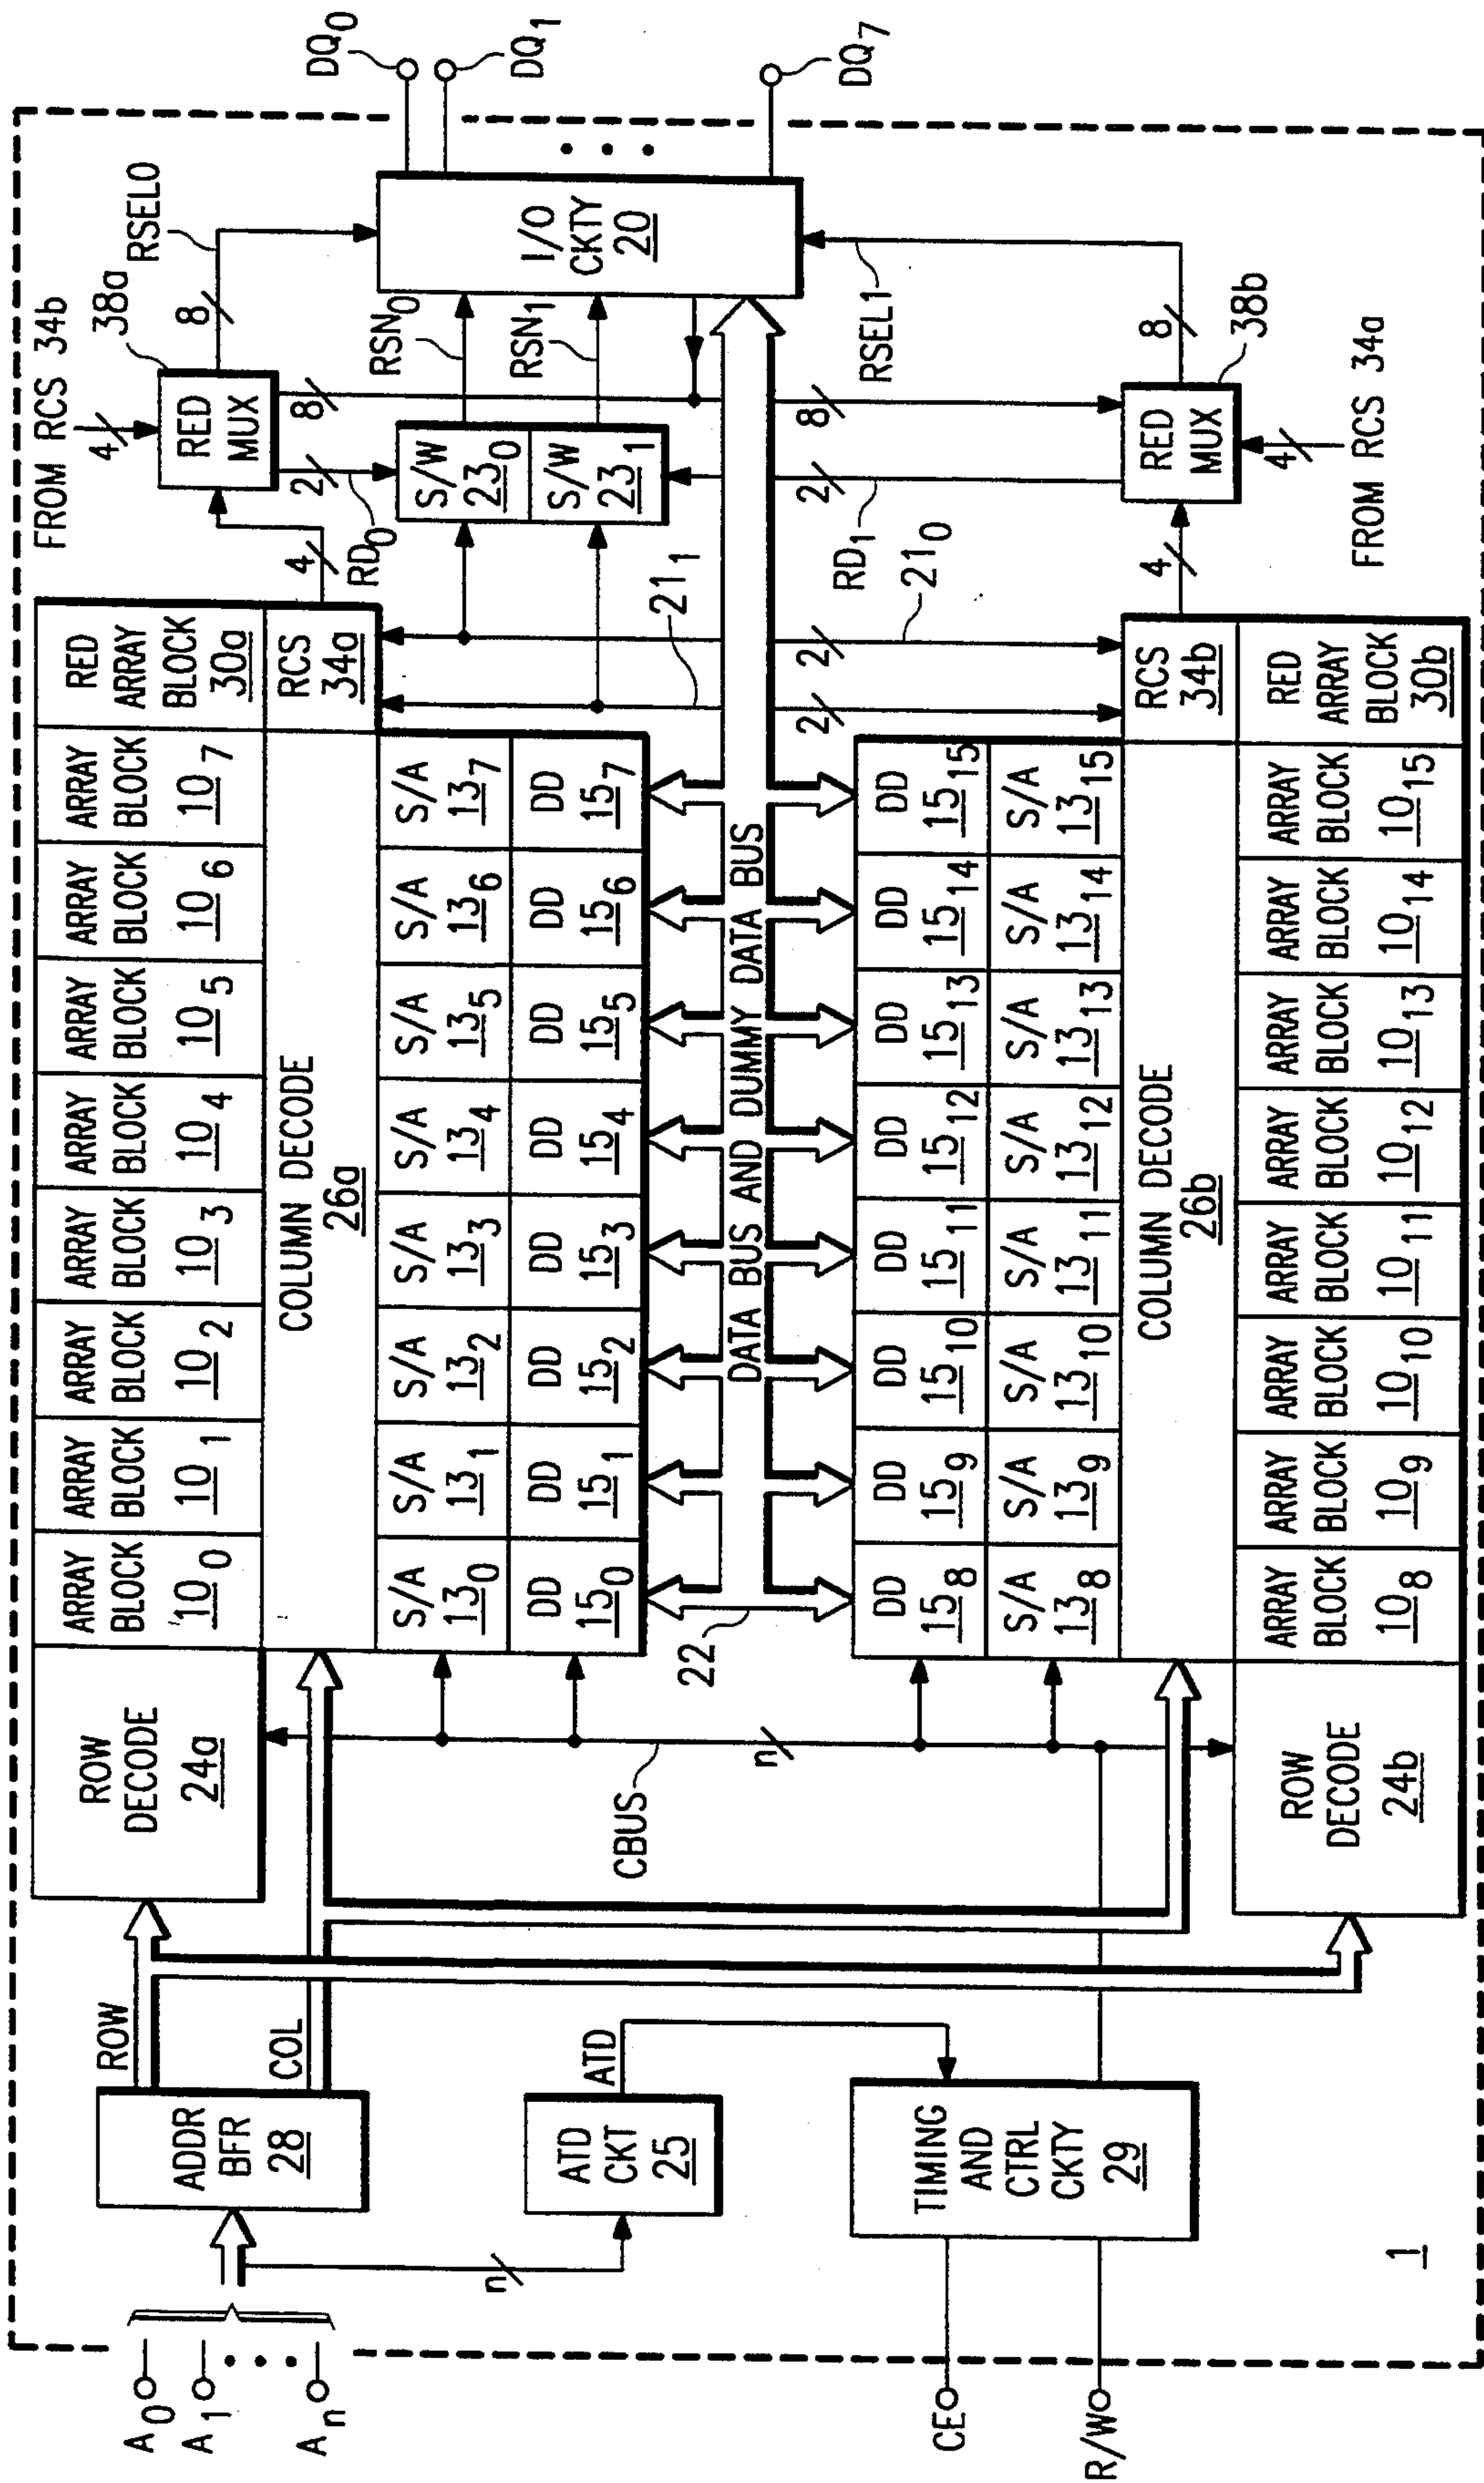 A0
A1
An
ADDR
BFR
28
ROW
COL
n
ATD
CKT
25
ATD
CE
R/W
TIMING
AND
CTRL
CKTY
29
1
ROW
DECODE
24a
CBUS
n
ROW
DECODE
24b
ARRAY
BLOCK
10 0
ARRAY
BLOCK
10 1
ARRAY
BLOCK
10 2
ARRAY
BLOCK
10 3
ARRAY
BLOCK
10 4
ARRAY
BLOCK
10 5
ARRAY
BLOCK
10 6
ARRAY
BLOCK
10 7
RED
ARRAY
BLOCK
30a
COLUMN DECODE
26a
RCS
34a
S/A
13 0
S/A
13 1
S/A
13 2
S/A
13 3
S/A
13 4
S/A
13 5
S/A
13 6
S/A
13 7
DD
15 0
DD
15 1
DD
15 2
DD
15 3
DD
15 4
DD
15 5
DD
15 6
DD
15 7
22
DATA BUS AND DUMMY DATA BUS
DD
15 8
DD
15 9
DD
15 10
DD
15 11
DD
15 12
DD
15 13
DD
15 14
DD
15 15
S/A
13 8
S/A
13 9
S/A
13 10
S/A
13 11
S/A
13 12
S/A
13 13
S/A
13 14
S/A
13 15
COLUMN DECODE
26b
RCS
34b
ARRAY
BLOCK
10 8
ARRAY
BLOCK
10 9
ARRAY
BLOCK
10 10
ARRAY
BLOCK
10 11
ARRAY
BLOCK
10 12
ARRAY
BLOCK
10 13
ARRAY
BLOCK
10 14
ARRAY
BLOCK
10 15
RED
ARRAY
BLOCK
30b
FROM RCS 34b
4
38a
4
RED
MUX
8
RSEL0
RD0
2
8
21 1
S/W
23 0
S/W
23 1
RSN0
RSN1
I/O
CKTY
20
DQ0
DQ1
DQ7
2
2
21 0
RD1
2
8
RSEL1
4
RED
MUX
8
38b
4
FROM RCS 34a